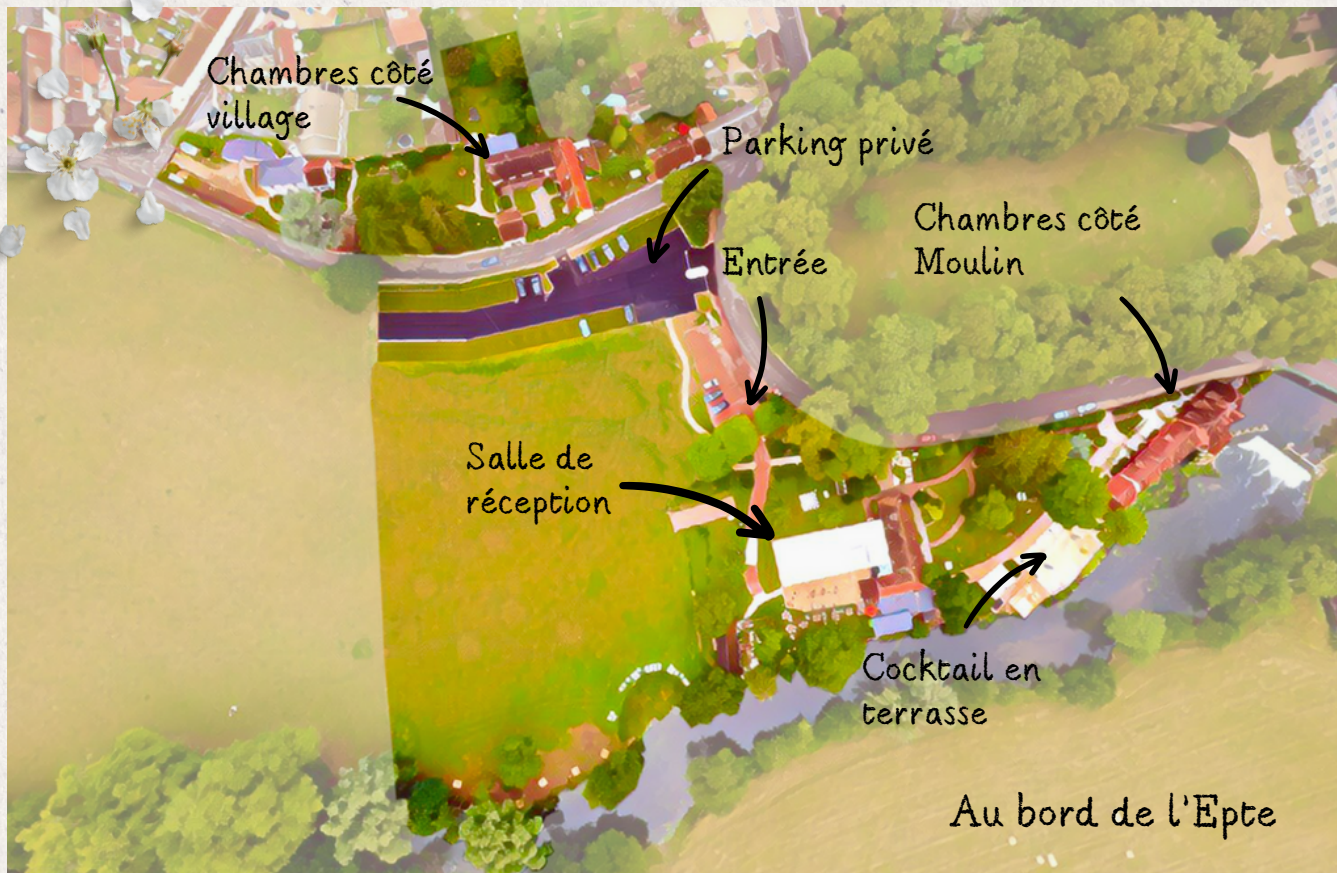 Chambres côté
village
Parking privé
Chambres côté
Moulin
Entrée
Salle de
réception
Cocktail en
terrasse
Au bord de l'Epte